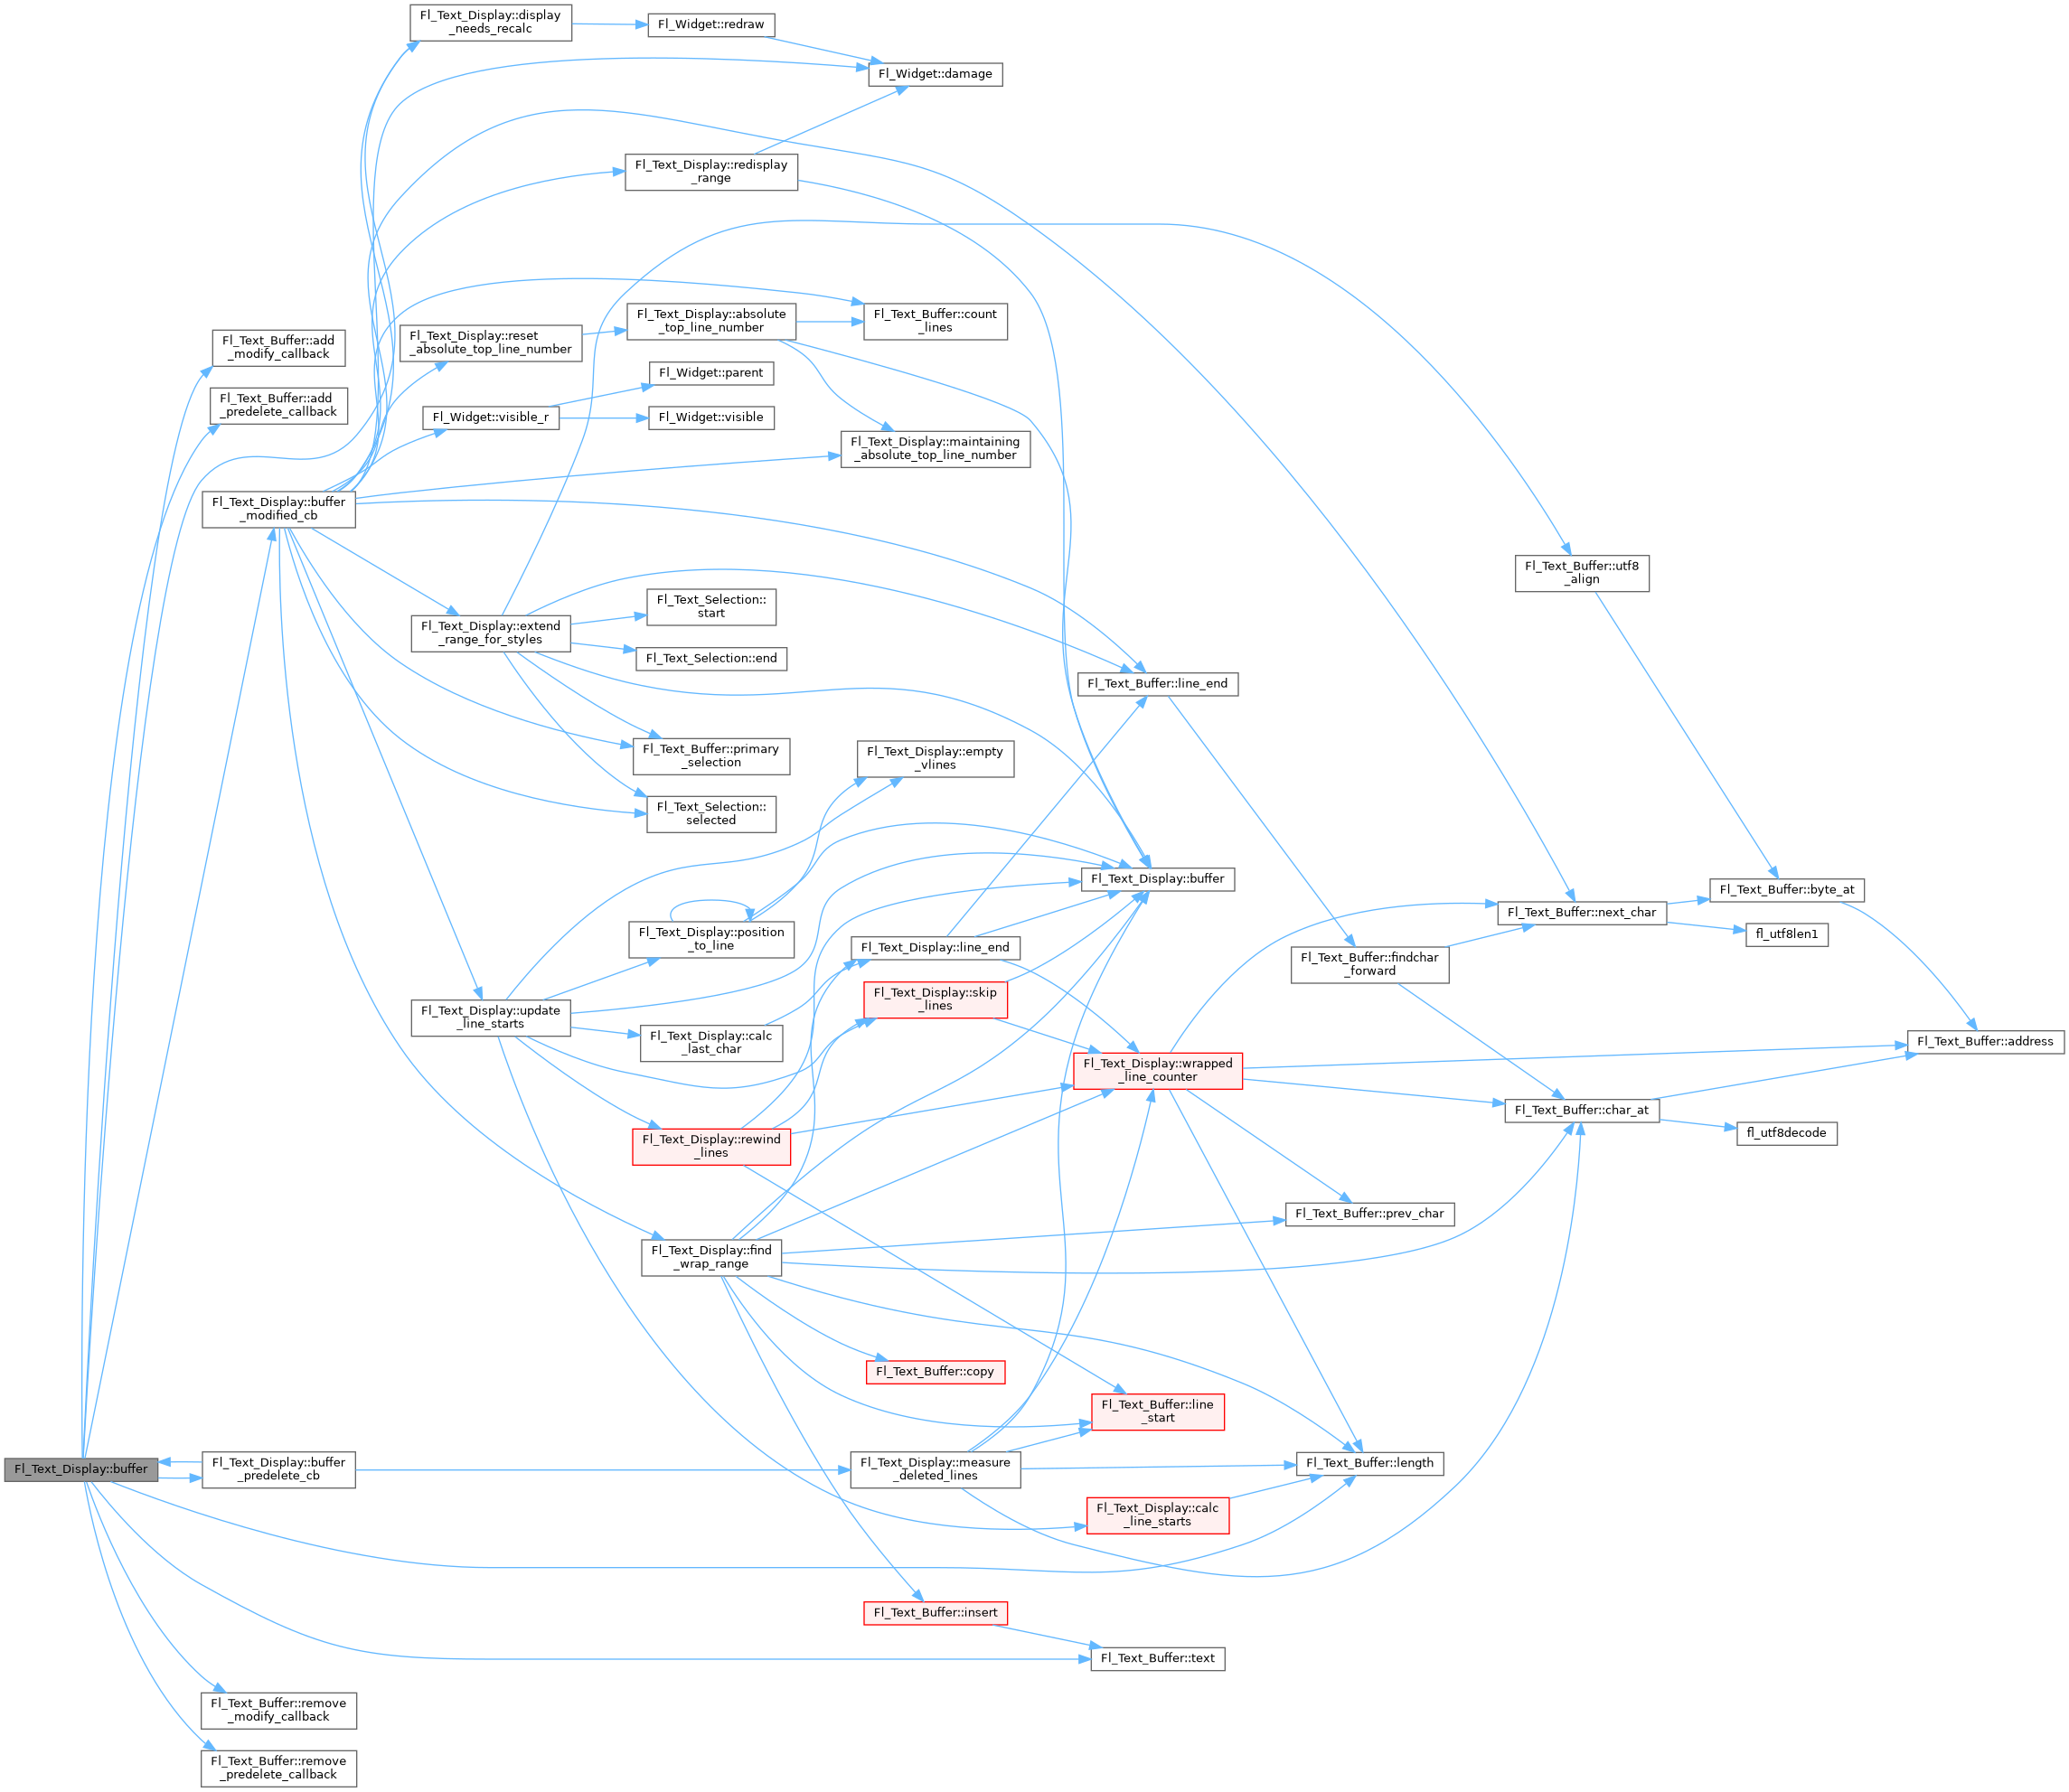 Fl_Text_Display::display
_needs_recalc
Fl_Widget::redraw
Fl_Widget::damage
Fl_Text_Display::redisplay
_range
Fl_Text_Buffer::add
_modify_callback
Fl_Text_Display::reset
_absolute_top_line_number
Fl_Text_Display::absolute
_top_line_number
Fl_Text_Buffer::count
_lines
Fl_Widget::parent
Fl_Text_Buffer::add
_predelete_callback
Fl_Widget::visible_r
Fl_Widget::visible
Fl_Text_Display::maintaining
_absolute_top_line_number
Fl_Text_Display::buffer
_modified_cb
Fl_Text_Buffer::utf8
_align
Fl_Text_Selection::
start
Fl_Text_Display::extend
_range_for_styles
Fl_Text_Selection::end
Fl_Text_Buffer::line_end
Fl_Text_Buffer::primary
_selection
Fl_Text_Display::empty
_vlines
Fl_Text_Selection::
selected
Fl_Text_Display::buffer
Fl_Text_Buffer::byte_at
Fl_Text_Buffer::next_char
fl_utf8len1
Fl_Text_Display::position
_to_line
Fl_Text_Display::line_end
Fl_Text_Buffer::findchar
_forward
Fl_Text_Display::skip
_lines
Fl_Text_Display::update
_line_starts
Fl_Text_Display::calc
_last_char
Fl_Text_Buffer::address
Fl_Text_Display::wrapped
_line_counter
Fl_Text_Buffer::char_at
fl_utf8decode
Fl_Text_Display::rewind
_lines
Fl_Text_Buffer::prev_char
Fl_Text_Display::find
_wrap_range
Fl_Text_Buffer::copy
Fl_Text_Buffer::line
_start
Fl_Text_Display::buffer
Fl_Text_Display::buffer
_predelete_cb
Fl_Text_Display::measure
_deleted_lines
Fl_Text_Buffer::length
Fl_Text_Display::calc
_line_starts
Fl_Text_Buffer::insert
Fl_Text_Buffer::text
Fl_Text_Buffer::remove
_modify_callback
Fl_Text_Buffer::remove
_predelete_callback